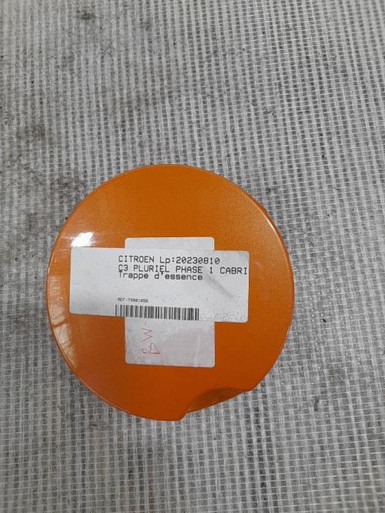 CITROEN Lp:20230810
C3 PLURIEL PHASE 1 CABRI
Trappe d'essence